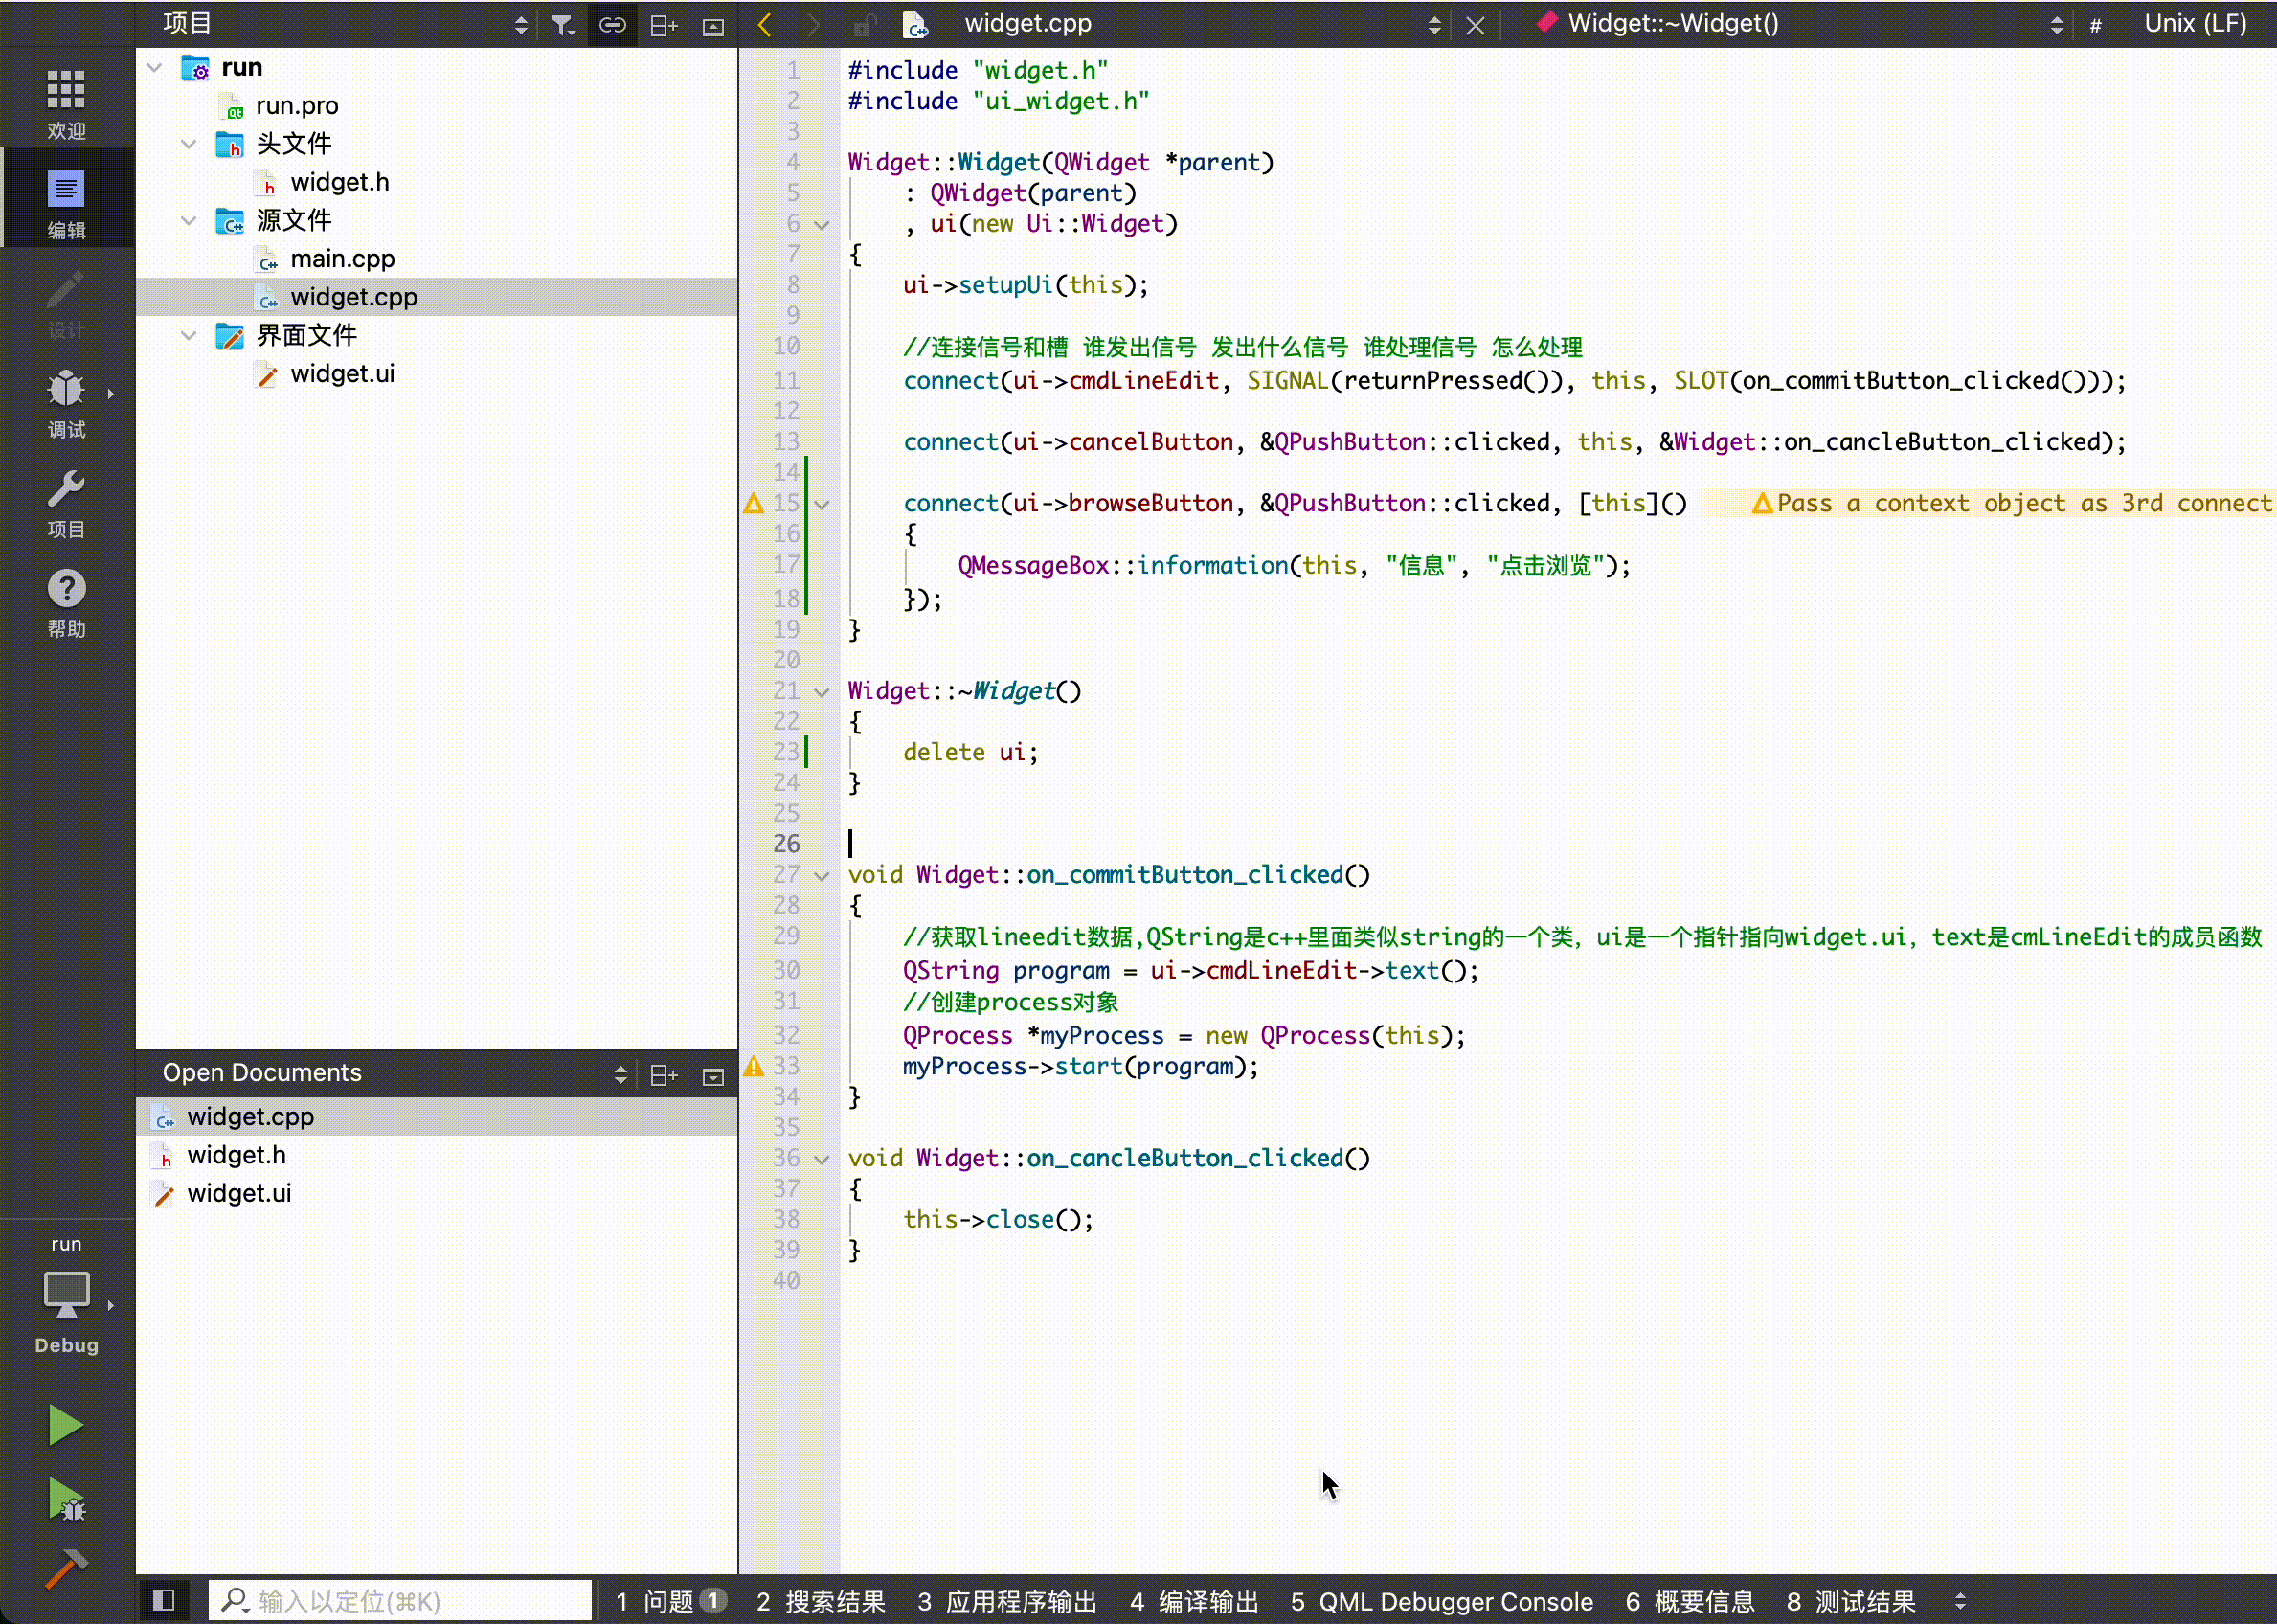 项目
widget.cpp
Widget::~Widget()
#
Unix (LF)
欢迎
编辑
设计
调试
项目
帮助
run
Debug
run
run.pro
头文件
widget.h
源文件
main.cpp
widget.cpp
界面文件
widget.ui
Open Documents
widget.cpp
widget.h
widget.ui
1 #include "widget.h"
2 #include "ui_widget.h"
3
4 Widget::Widget(QWidget *parent)
5     : QWidget(parent)
6     , ui(new Ui::Widget)
7 {
8     ui->setupUi(this);
9
10     //连接信号和槽 谁发出信号 发出什么信号 谁处理信号 怎么处理
11     connect(ui->cmdLineEdit, SIGNAL(returnPressed()), this, SLOT(on_commitButton_clicked()));
12
13     connect(ui->cancelButton, &QPushButton::clicked, this, &Widget::on_cancleButton_clicked);
14
15     connect(ui->browseButton, &QPushButton::clicked, [this]() Pass a context object as 3rd connect
16     {
17         QMessageBox::information(this, "信息", "点击浏览");
18     });
19 }
20
21 Widget::~Widget()
22 {
23     delete ui;
24 }
25
26
27 void Widget::on_commitButton_clicked()
28 {
29     //获取lineedit数据,QString是c++里面类似string的一个类，ui是一个指针指向widget.ui，text是cmLineEdit的成员函数
30     QString program = ui->cmdLineEdit->text();
31     //创建process对象
32     QProcess *myProcess = new QProcess(this);
33     myProcess->start(program);
34 }
35
36 void Widget::on_cancleButton_clicked()
37 {
38     this->close();
39 }
40
输入以定位(⌘K)
1 问题 1
2 搜索结果
3 应用程序输出
4 编译输出
5 QML Debugger Console
6 概要信息
8 测试结果